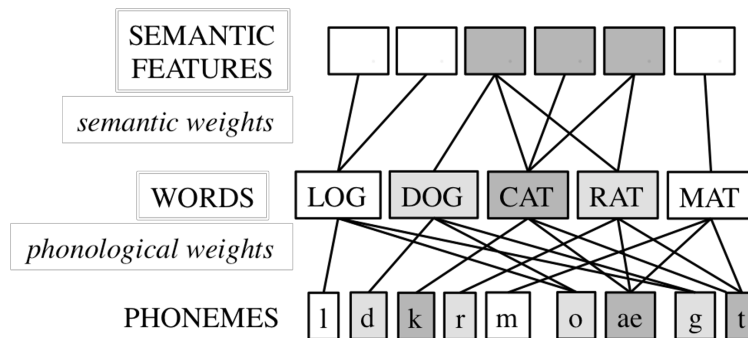 SEMANTIC
FEATURES
semantic weights
WORDS
LOG DOG CAT RAT MAT
phonological weights
PHONEMES
l d k r m o ae g t